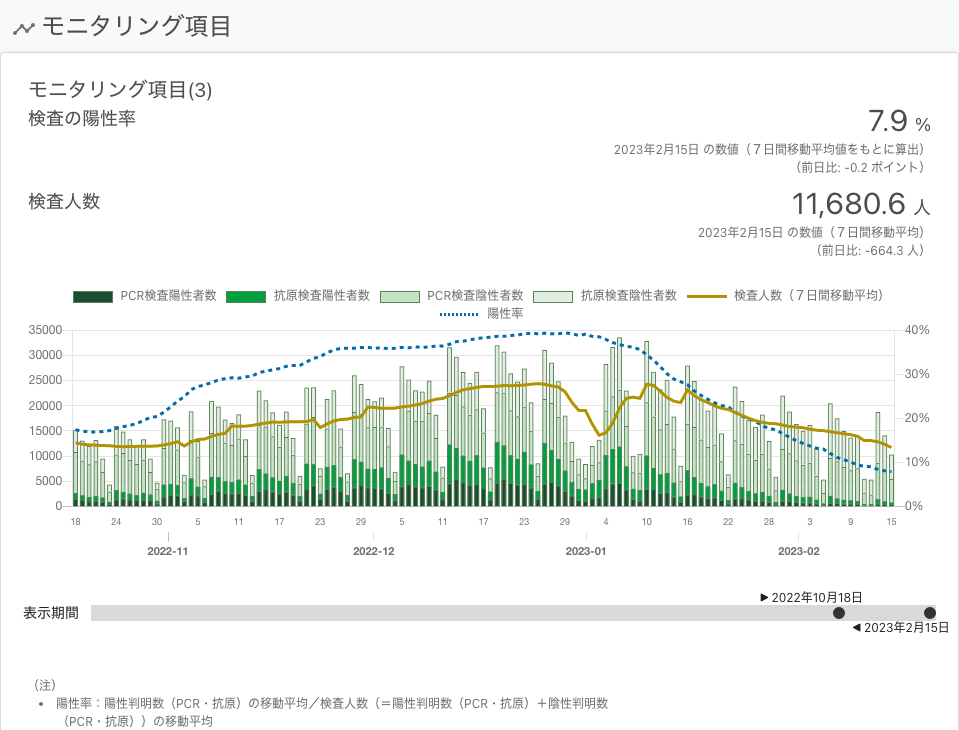 モニタリング項目
モニタリング項目(3)
検査の陽性率
7.9 %
2023年2月15日 の数値（７日間移動平均値をもとに算出）
（前日比: -0.2 ポイント）
検査人数
11,680.6 人
2023年2月15日 の数値（７日間移動平均）
（前日比: -664.3 人）
PCR検査陽性者数 抗原検査陽性者数 PCR検査陰性者数 抗原検査陰性者数 検査人数（７日間移動平均）
陽性率
35000 40%
30000
25000 30%
20000
15000 20%
10000 10%
5000
0 0%
18 24 30 5 11 17 23 29 5 11 17 23 29 4 10 16 22 28 3 9 15
2022-11 2022-12 2023-01 2023-02
▶ 2022年10月18日
表示期間
◀ 2023年2月15日
（注）
• 陽性率：陽性判明数（PCR・抗原）の移動平均／検査人数（＝陽性判明数（PCR・抗原）＋陰性判明数
（PCR・抗原））の移動平均